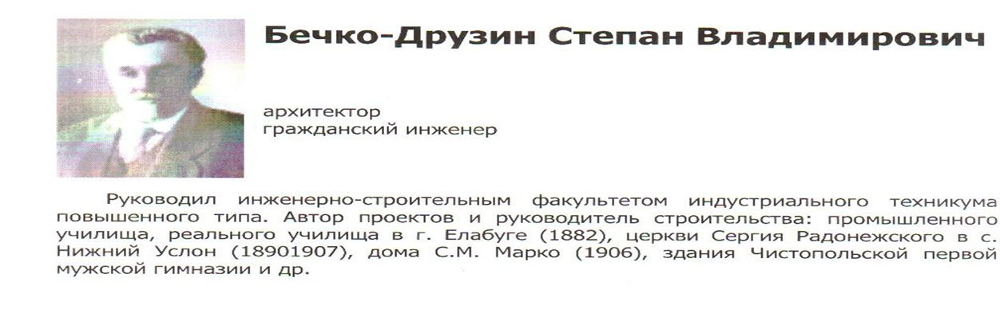 Бечко-Друзин Степан Владимирович
архитектор
гражданский инженер
Руководил инженерно-строительным факультетом индустриального техникума
повышенного типа. Автор проектов и руководитель строительства: промышленного
училища, реального училища в г. Елабуге (1882), церкви Сергия Радонежского в с.
Нижний Услон (18901907), дома С.М. Марко (1906), здания Чистопольской первой
мужской гимназии и др.